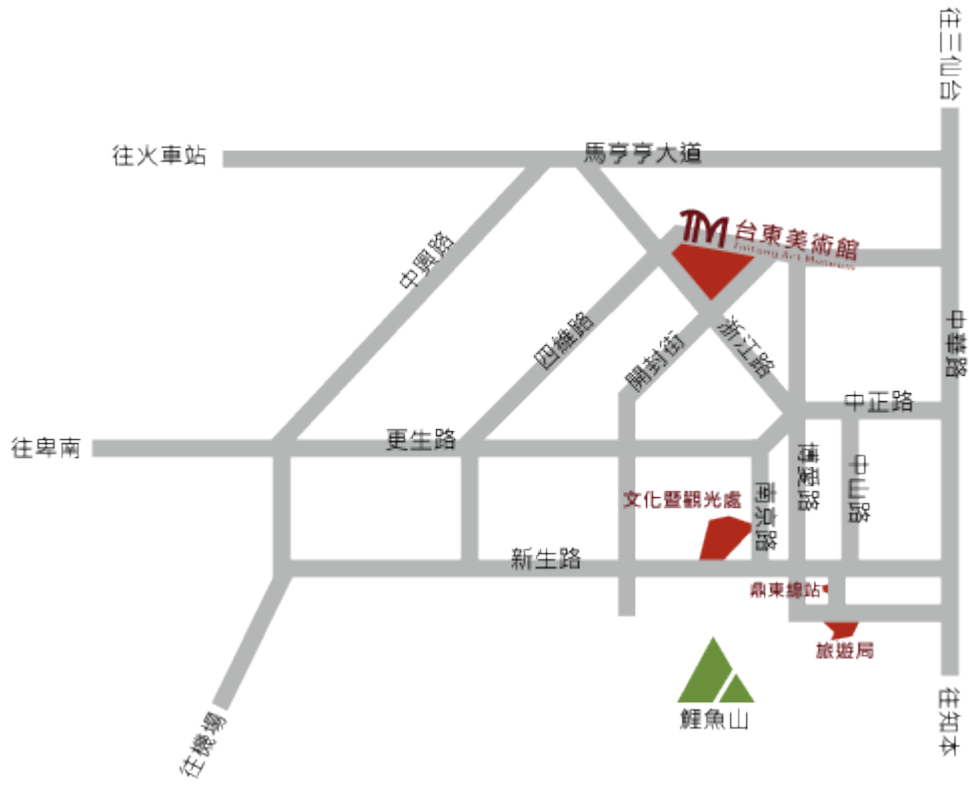 往三仙台
往火車站
馬亨亨大道
TM
台東美術館
Taitung Art Museum
中興路
四維路
開封街
浙江路
中華路
中正路
往卑南
更生路
博愛路
中山路
文化暨觀光處
南京路
新生路
鼎東總站
旅遊局
鯉魚山
往機場
往知本